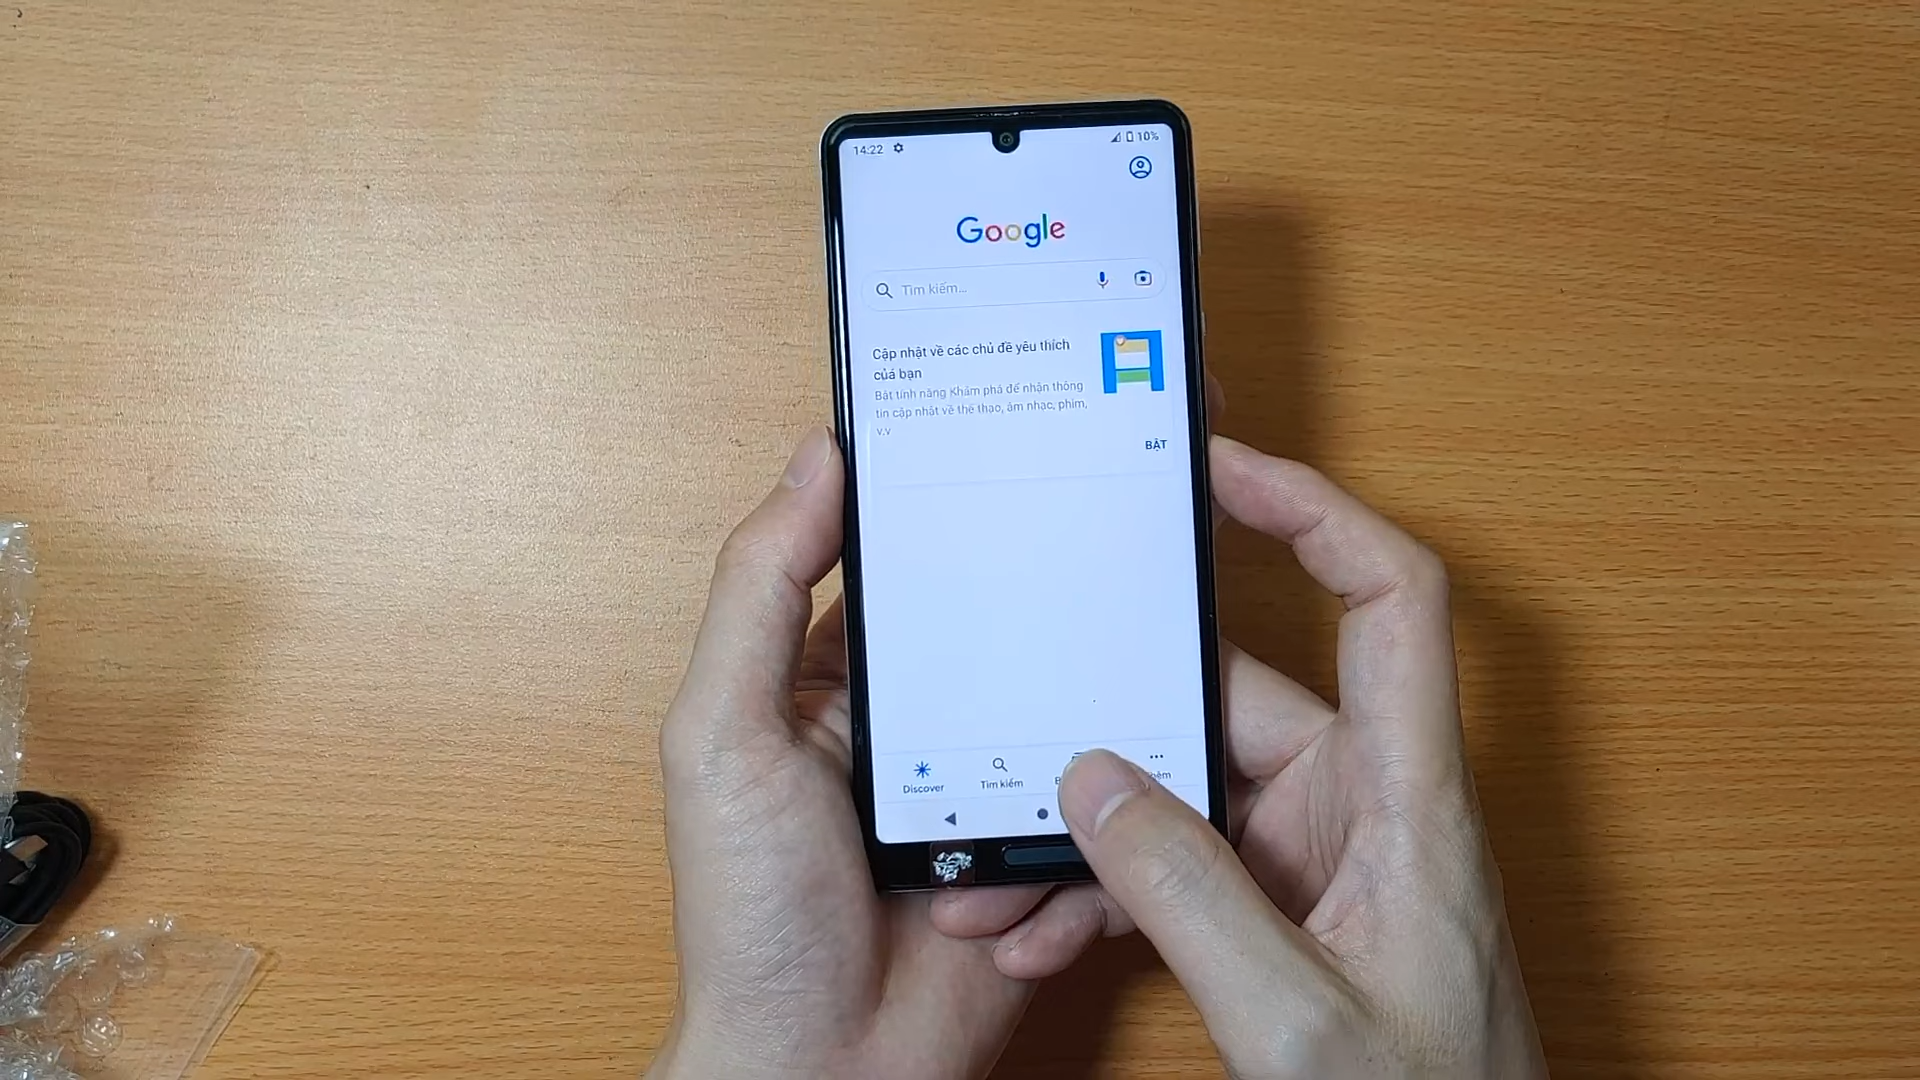 14:22
10%
Google
Tìm kiếm...
Cập nhật về các chủ đề yêu thích
của bạn
Bật tính năng Khám phá để nhận thông
tin cập nhật về thể thao, âm nhạc, phim,
v.v
BẬT
Discover
Tìm kiếm